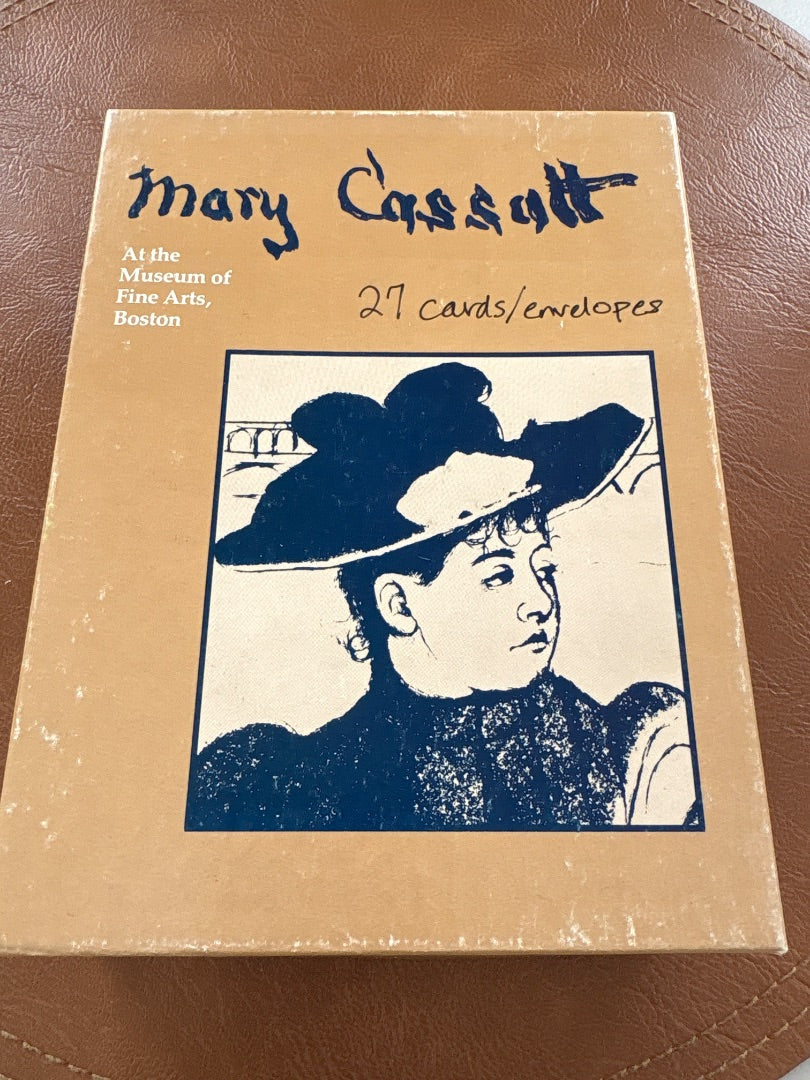 Mary Cassatt
At the
Museum of
Fine Arts,
Boston
27 cards/envelopes